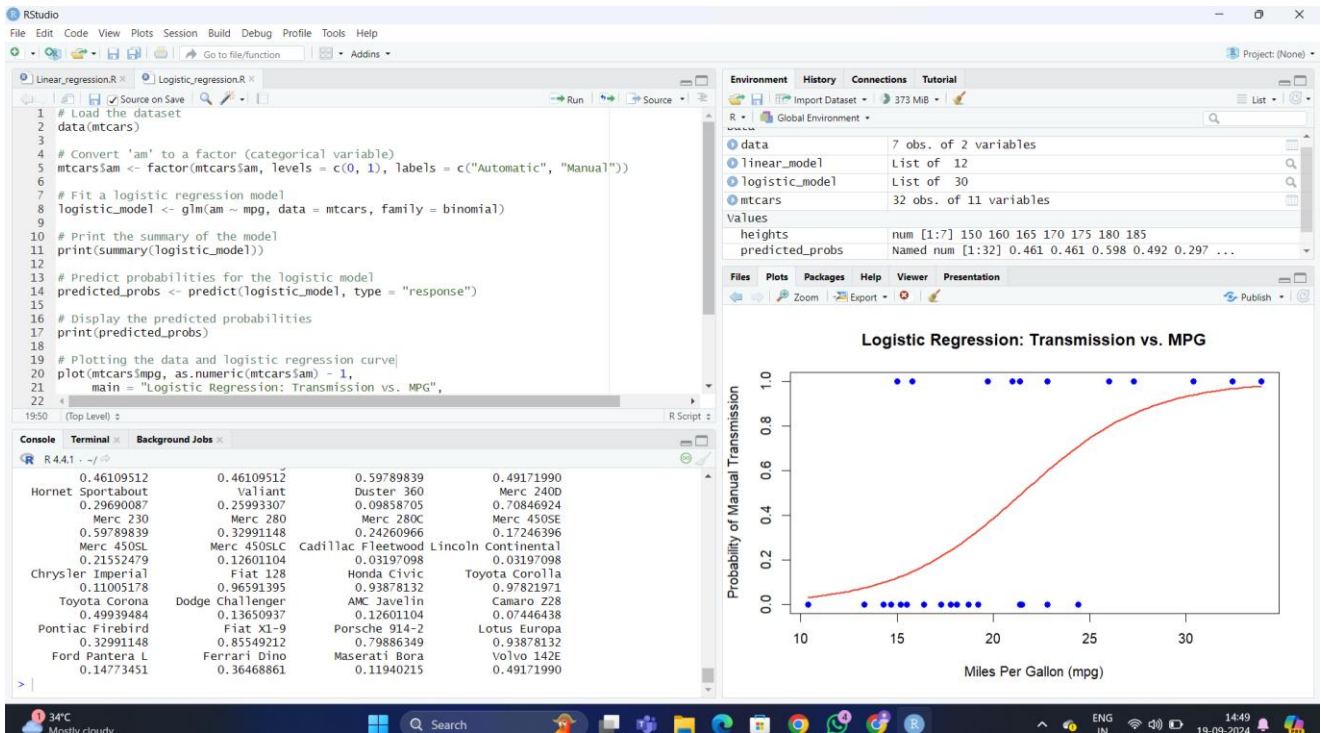 RStudio
File Edit Code View Plots Session Build Debug Profile Tools Help
Go to file/function Addins Project: (None)
Linear_regression.R Logistic_regression.R
Source on Save Run Source
1 # Load the dataset
2 data(mtcars)
3
4 # Convert 'am' to a factor (categorical variable)
5 mtcars$am <- factor(mtcars$am, levels = c(0, 1), labels = c("Automatic", "Manual"))
6
7 # Fit a logistic regression model
8 logistic_model <- glm(am ~ mpg, data = mtcars, family = binomial)
9
10 # Print the summary of the model
11 print(summary(logistic_model))
12
13 # Predict probabilities for the logistic model
14 predicted_probs <- predict(logistic_model, type = "response")
15
16 # Display the predicted probabilities
17 print(predicted_probs)
18
19 # Plotting the data and logistic regression curve
20 plot(mtcars$mpg, as.numeric(mtcars$am) - 1,
21 main = "Logistic Regression: Transmission vs. MPG",
22
19:50 (Top Level) R Script
Console Terminal Background Jobs
R 4.4.1 · ~/
0.46109512 0.46109512 0.59789839 0.49171990
Hornet Sportabout Valiant Duster 360 Merc 240D
0.29690087 0.25993307 0.09858705 0.70846924
Merc 230 Merc 280 Merc 280C Merc 450SE
0.59789839 0.32991148 0.24260966 0.17246396
Merc 450SL Merc 450SLC Cadillac Fleetwood Lincoln Continental
0.21552479 0.12601104 0.03197098 0.03197098
Chrysler Imperial Fiat 128 Honda Civic Toyota Corolla
0.11005178 0.96591395 0.93878132 0.97821971
Toyota Corona Dodge Challenger AMC Javelin Camaro Z28
0.49939484 0.13650937 0.12601104 0.07446438
Pontiac Firebird Fiat X1-9 Porsche 914-2 Lotus Europa
0.32991148 0.85549212 0.79886349 0.93878132
Ford Pantera L Ferrari Dino Maserati Bora Volvo 142E
0.14773451 0.36468861 0.11940215 0.49171990
>
Environment History Connections Tutorial
Import Dataset 373 MiB List
R Global Environment
Data
data 7 obs. of 2 variables
linear_model List of 12
logistic_model List of 30
mtcars 32 obs. of 11 variables
Values
heights num [1:7] 150 160 165 170 175 180 185
predicted_probs Named num [1:32] 0.461 0.461 0.598 0.492 0.297 ...
Files Plots Packages Help Viewer Presentation
Zoom Export Publish
Logistic Regression: Transmission vs. MPG
Probability of Manual Transmission
1.0
0.8
0.6
0.4
0.2
0.0
10 15 20 25 30
Miles Per Gallon (mpg)
1
34°C
Mostly cloudy
Search
ENG
IN
14:49
19-09-2024